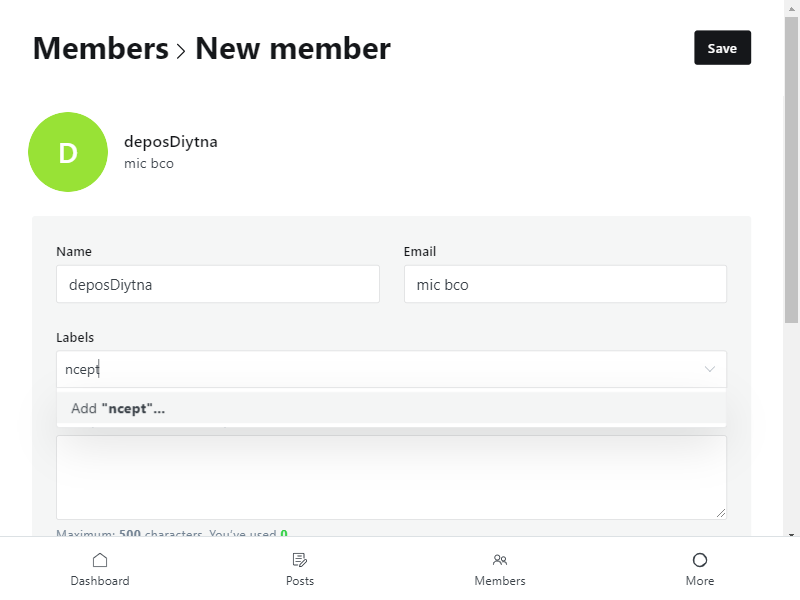 Members > New member
Save
D
deposDiytna
mic bco
Name
Email
deposDiytna
mic bco
Labels
ncept
Add "ncept"...
Maximum: 500 characters. You've used 0
Dashboard
Posts
Members
More